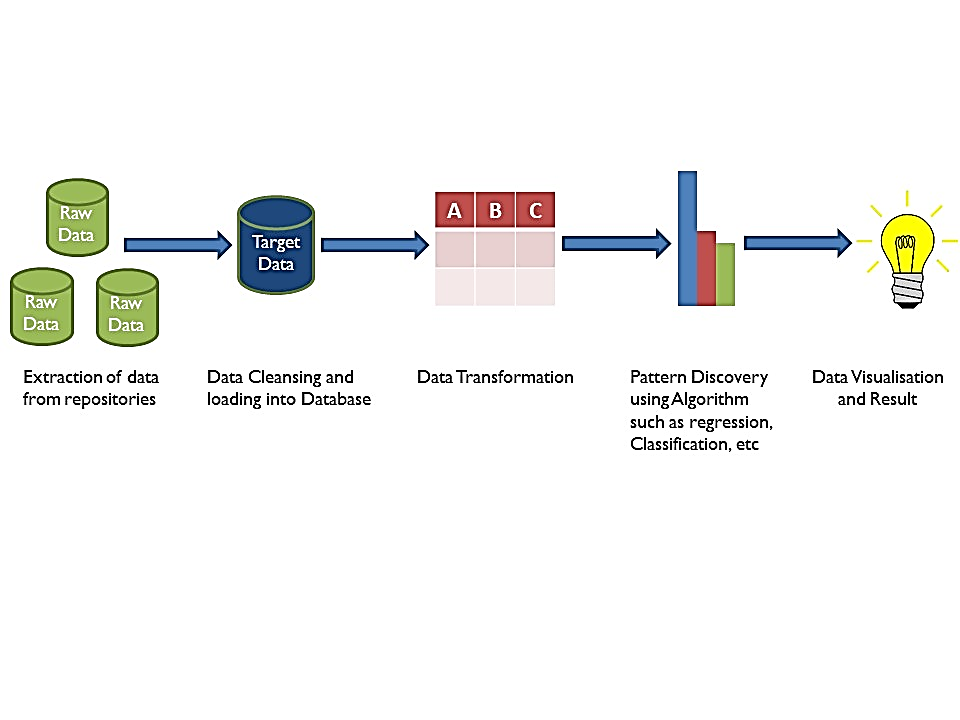 Raw
Data
Raw
Data
Raw
Data
Target
Data
A B C
Extraction of data
from repositories
Data Cleansing and
loading into Database
Data Transformation
Pattern Discovery
using Algorithm
such as regression,
Classification, etc
Data Visualisation
and Result